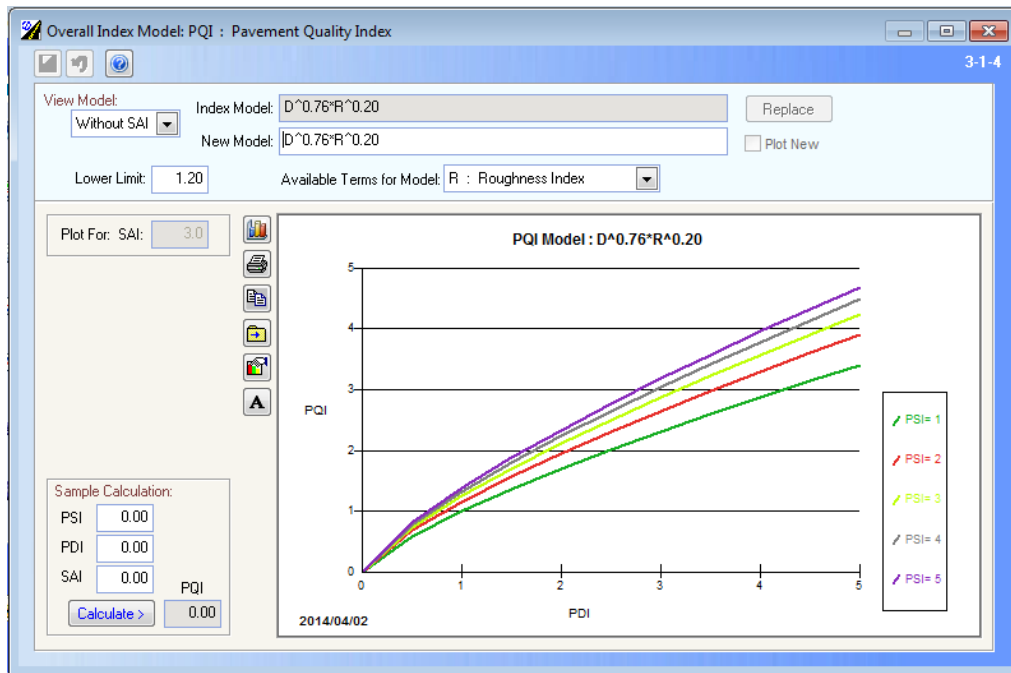 Overall Index Model: PQI : Pavement Quality Index
3-1-4
View Model:
Without SAI
Index Model: D^0.76*R^0.20
Replace
New Model: D^0.76*R^0.20
Plot New
Lower Limit: 1.20
Available Terms for Model: R : Roughness Index
Plot For: SAI: 3.0
A
PQI Model : D^0.76*R^0.20
5
4
3
2
1
0
PQI
0 1 2 3 4 5
PDI
2014/04/02
PSI= 1
PSI= 2
PSI= 3
PSI= 4
PSI= 5
Sample Calculation:
PSI 0.00
PDI 0.00
SAI 0.00
PQI
Calculate > 0.00